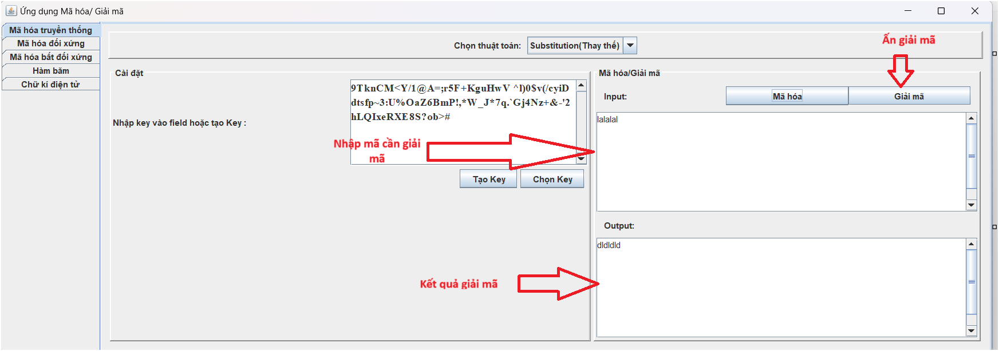 Ứng dụng Mã hóa/ Giải mã
Mã hóa truyền thống
Mã hóa đối xứng
Mã hóa bất đối xứng
Hàm băm
Chữ kí điện tử
Chọn thuật toán:
Substitution(Thay thế)
Ấn giải mã
Cài đặt
9TknCM<Y/1@A=;r5F+KguHwV ^l)0$v(/cyiD
dtsfp~3:U%OaZ6BmP!,*W_J*7q.`Gj4Nz+&-'2
hLQIxeRXE8S?ob>#
Nhập key vào field hoặc tạo Key :
Nhập mã cần giải
mã
Tạo Key
Chọn Key
Mã hóa/Giải mã
Input:
Mã hóa
Giải mã
lalalal
Output:
dldldld
Kết quả giải mã